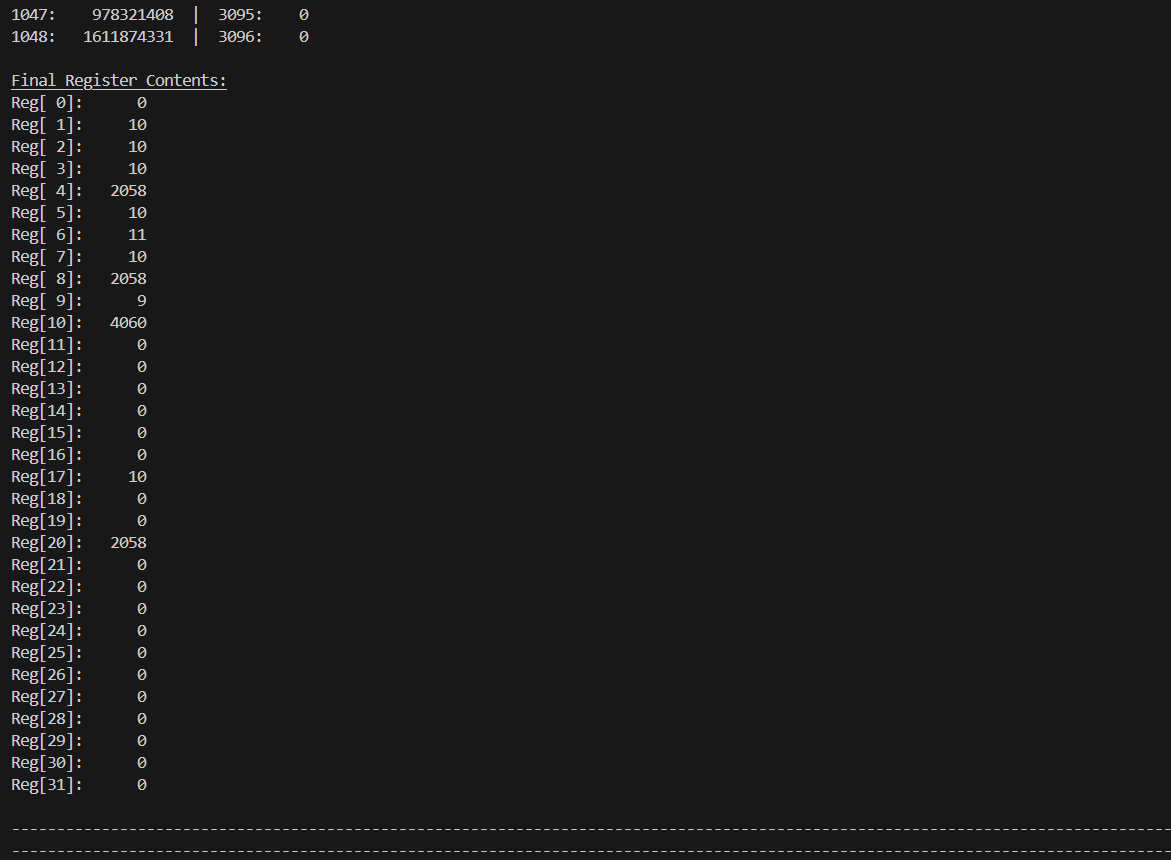 1047:    978321408  |  3095:    0
1048:   1611874331  |  3096:    0
Final Register Contents:
Reg[ 0]:      0
Reg[ 1]:     10
Reg[ 2]:     10
Reg[ 3]:     10
Reg[ 4]:   2058
Reg[ 5]:     10
Reg[ 6]:     11
Reg[ 7]:     10
Reg[ 8]:   2058
Reg[ 9]:      9
Reg[10]:   4060
Reg[11]:      0
Reg[12]:      0
Reg[13]:      0
Reg[14]:      0
Reg[15]:      0
Reg[16]:      0
Reg[17]:     10
Reg[18]:      0
Reg[19]:      0
Reg[20]:   2058
Reg[21]:      0
Reg[22]:      0
Reg[23]:      0
Reg[24]:      0
Reg[25]:      0
Reg[26]:      0
Reg[27]:      0
Reg[28]:      0
Reg[29]:      0
Reg[30]:      0
Reg[31]:      0
--------------------------------------------------------------------------------------------------------------------------------
--------------------------------------------------------------------------------------------------------------------------------